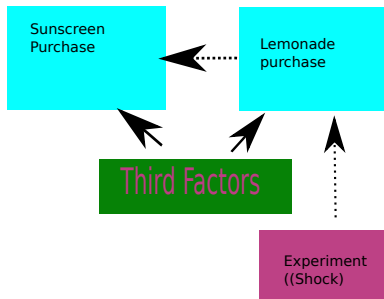 Sunscreen
Purchase
Lemonade
purchase
Third Factors
Experiment
((Shock)